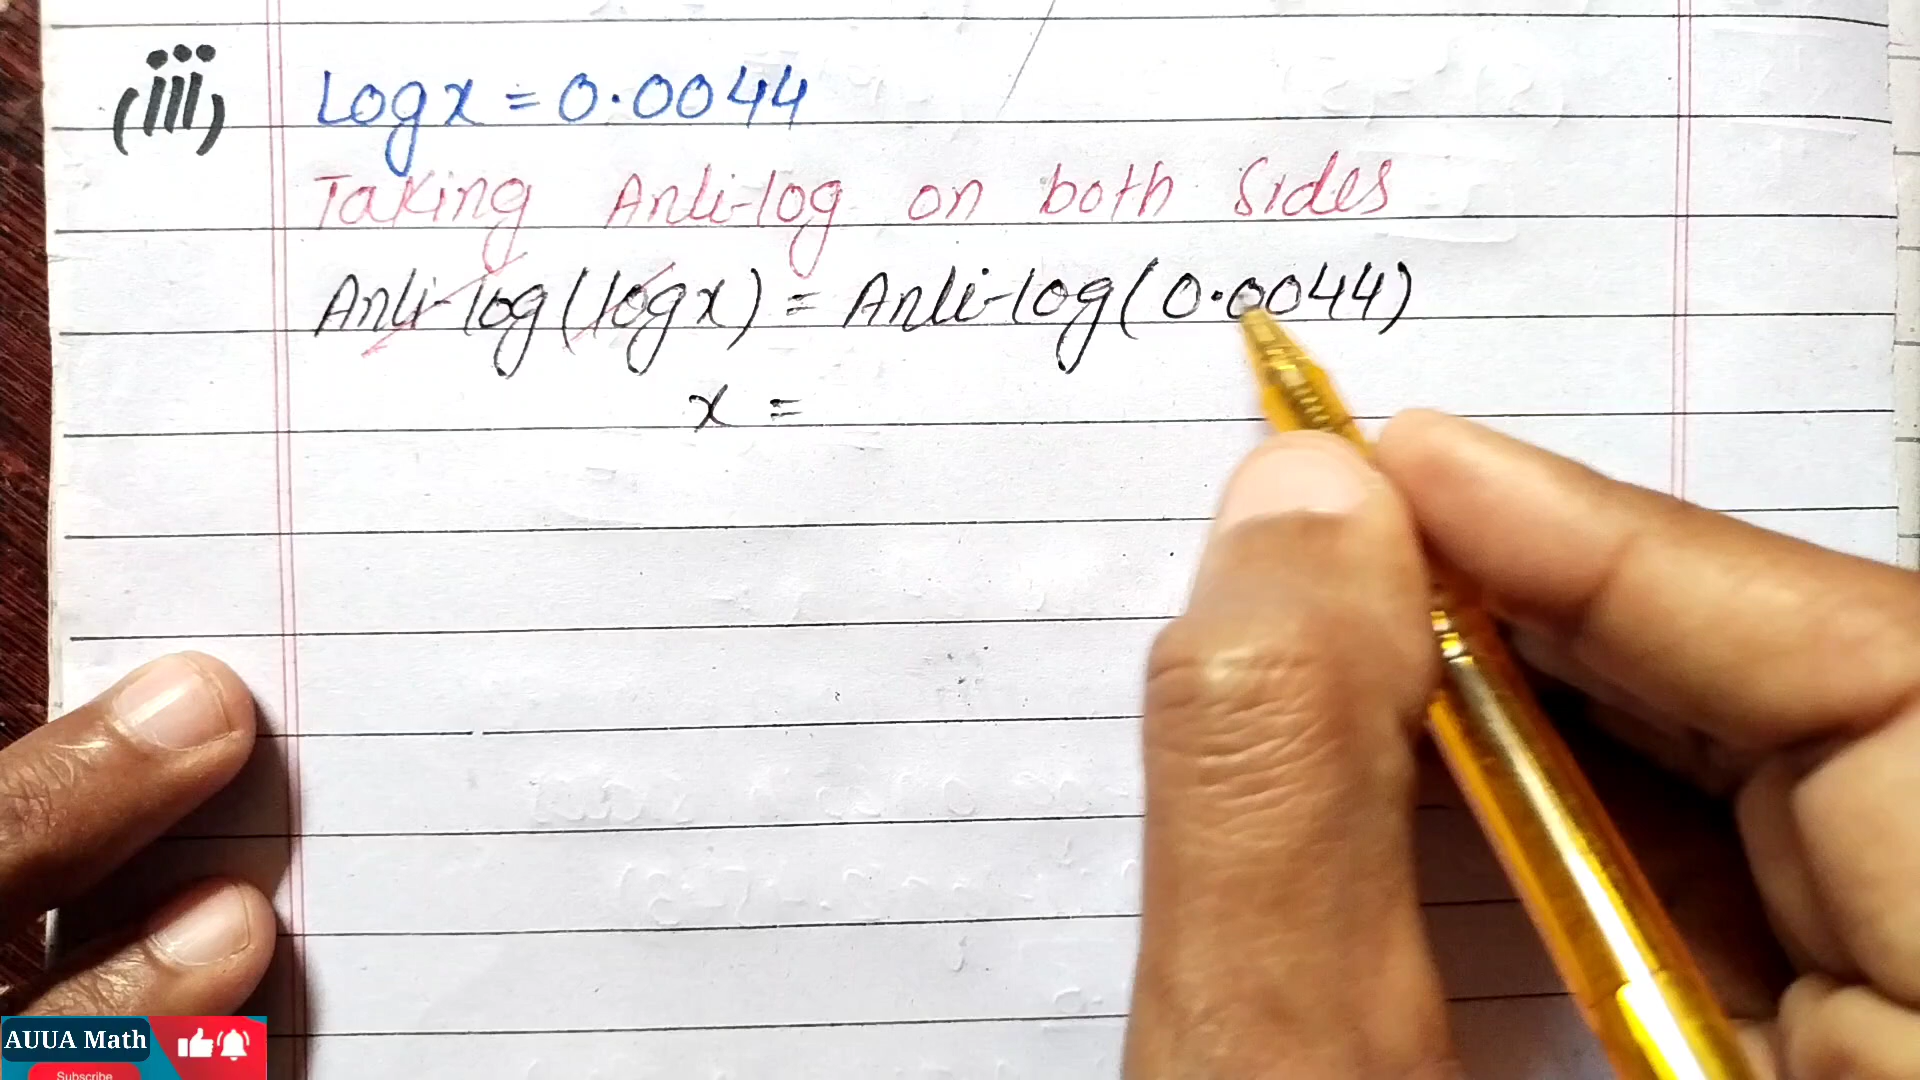 (iii) Log x = 0.0044
Taking Anti-log on both sides
Anti-log (log x) = Anti-log (0.0044)
x =
AUUA Math
Subscribe